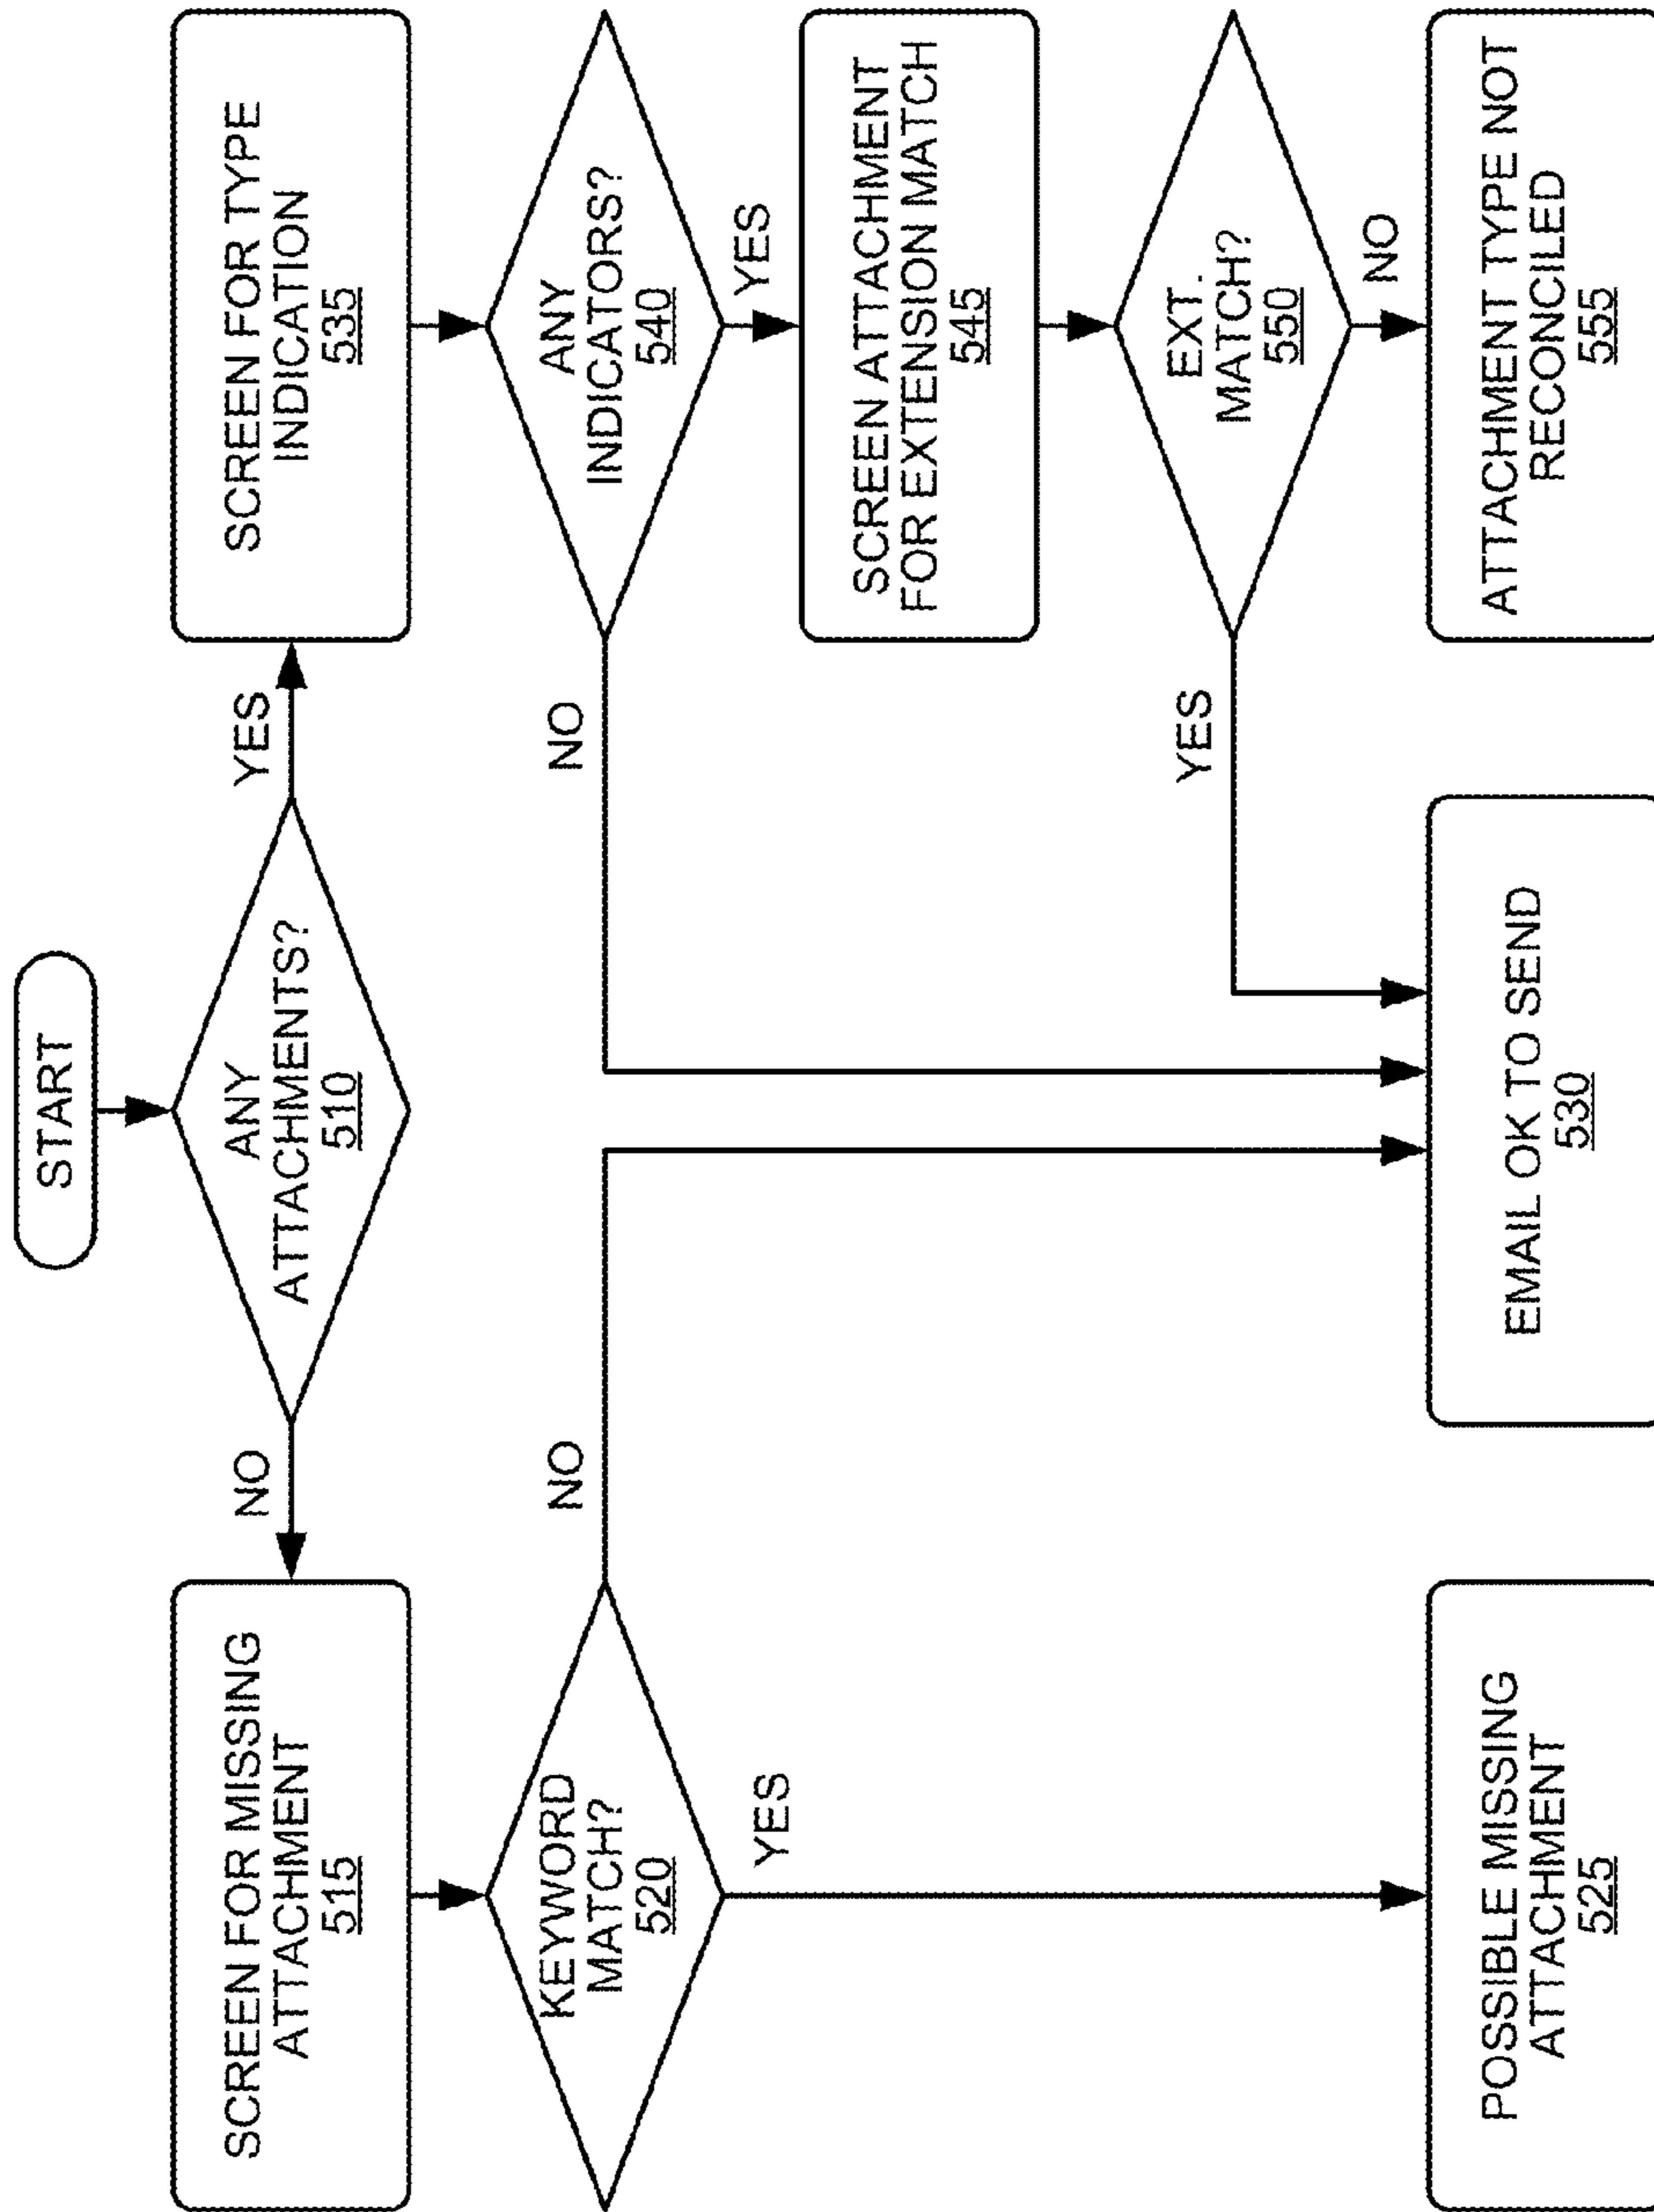 START
ANY
ATTACHMENTS?
510
NO
YES
SCREEN FOR MISSING
ATTACHMENT
515
SCREEN FOR TYPE
INDICATION
535
KEYWORD
MATCH?
520
NO
YES
ANY
INDICATORS?
540
NO
YES
SCREEN ATTACHMENT
FOR EXTENSION MATCH
545
EXT.
MATCH?
550
YES
NO
POSSIBLE MISSING
ATTACHMENT
525
EMAIL OK TO SEND
530
ATTACHMENT TYPE NOT
RECONCILED
555